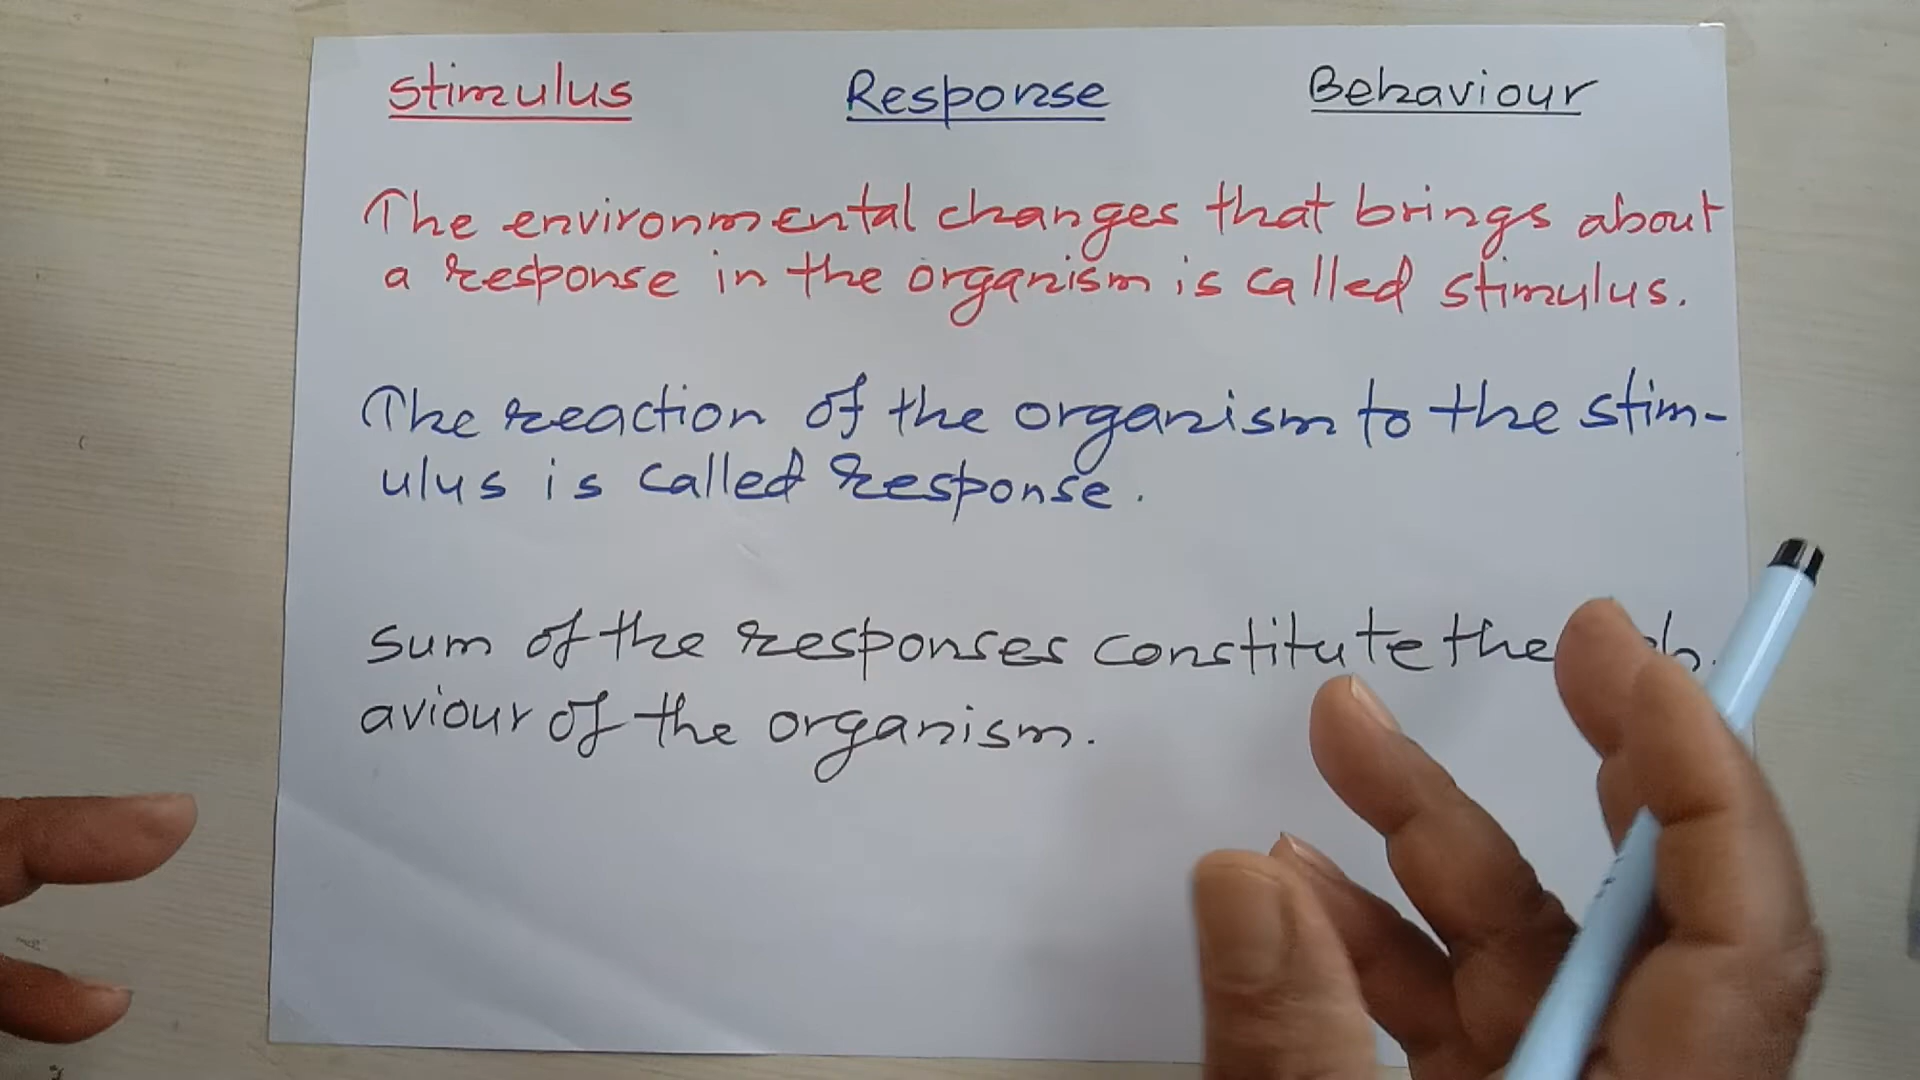 Stimulus Response Behaviour
The environmental changes that brings about
a response in the organism is called stimulus.
The reaction of the organism to the stim-
ulus is called response.
Sum of the responses constitute the
aviour of the organism.